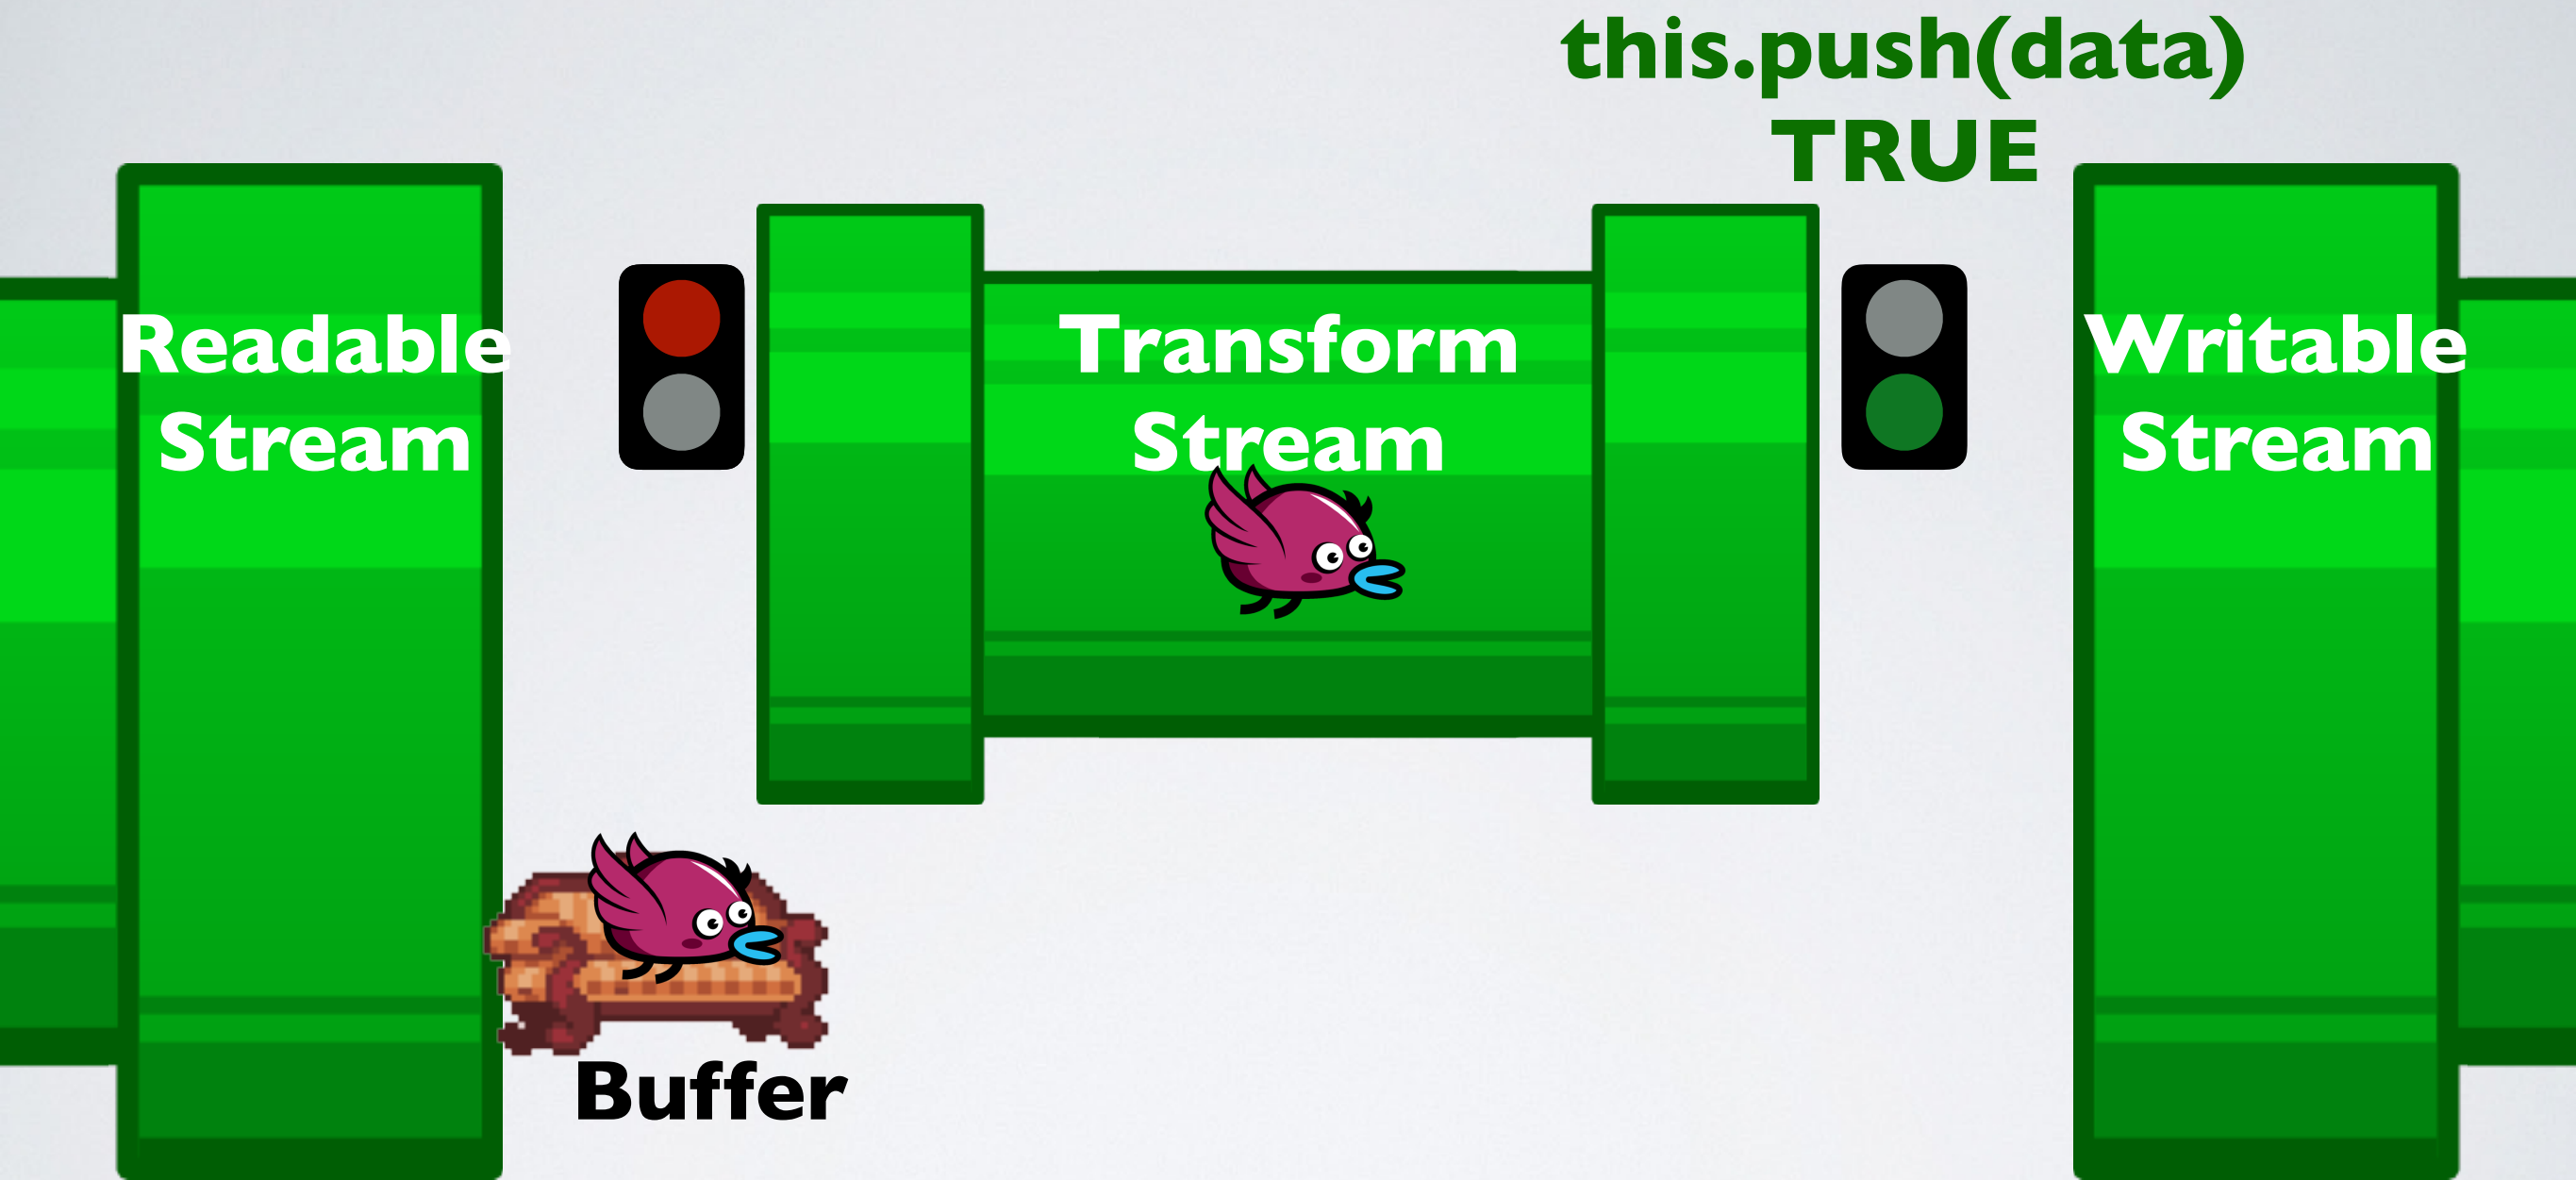 this.push(data)
TRUE
Readable
Stream
Transform
Stream
Writable
Stream
Buffer